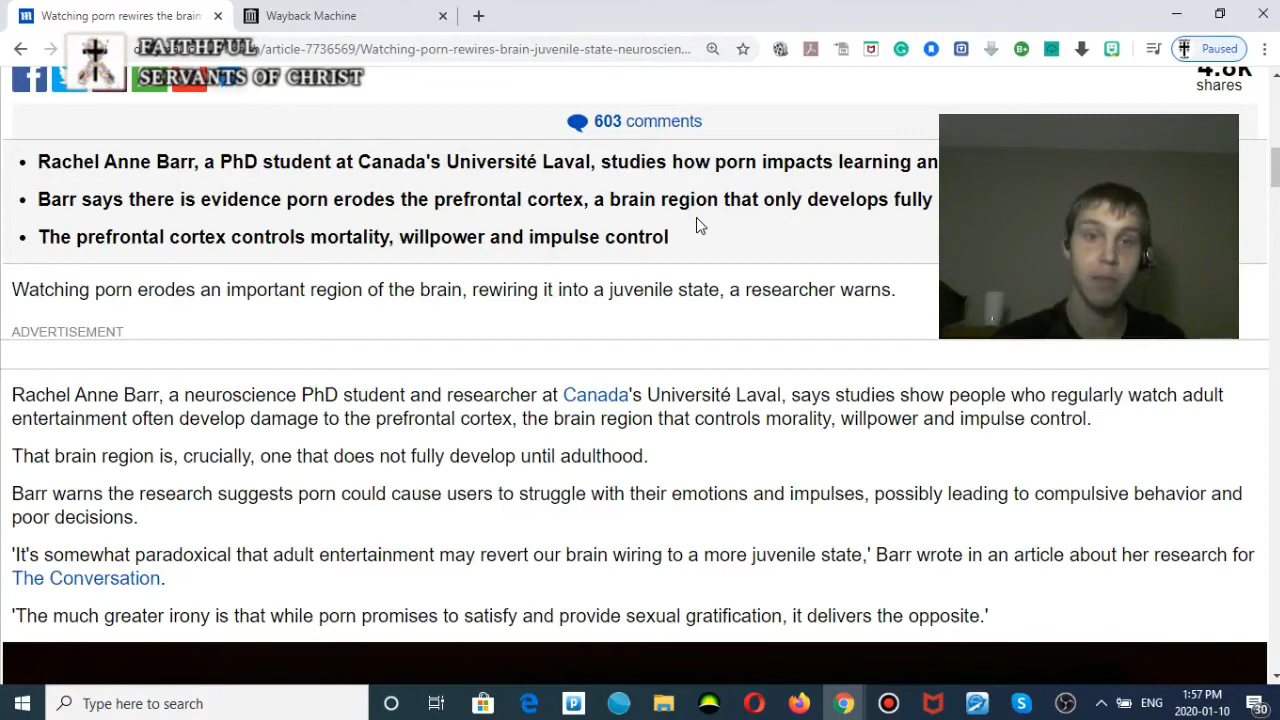 Watching porn rewires the brain
Wayback Machine
/article-7736569/Watching-porn-rewires-brain-juvenile-state-neuroscien...
Paused
FAITHFUL
SERVANTS OF CHRIST
4.8K
shares
603 comments
Rachel Anne Barr, a PhD student at Canada's Université Laval, studies how porn impacts learning an
Barr says there is evidence porn erodes the prefrontal cortex, a brain region that only develops fully
The prefrontal cortex controls mortality, willpower and impulse control
Watching porn erodes an important region of the brain, rewiring it into a juvenile state, a researcher warns.
ADVERTISEMENT
Rachel Anne Barr, a neuroscience PhD student and researcher at Canada's Université Laval, says studies show people who regularly watch adult
entertainment often develop damage to the prefrontal cortex, the brain region that controls morality, willpower and impulse control.
That brain region is, crucially, one that does not fully develop until adulthood.
Barr warns the research suggests porn could cause users to struggle with their emotions and impulses, possibly leading to compulsive behavior and
poor decisions.
'It's somewhat paradoxical that adult entertainment may revert our brain wiring to a more juvenile state,' Barr wrote in an article about her research for
The Conversation.
'The much greater irony is that while porn promises to satisfy and provide sexual gratification, it delivers the opposite.'
Type here to search
ENG
1:57 PM
2020-01-10
30